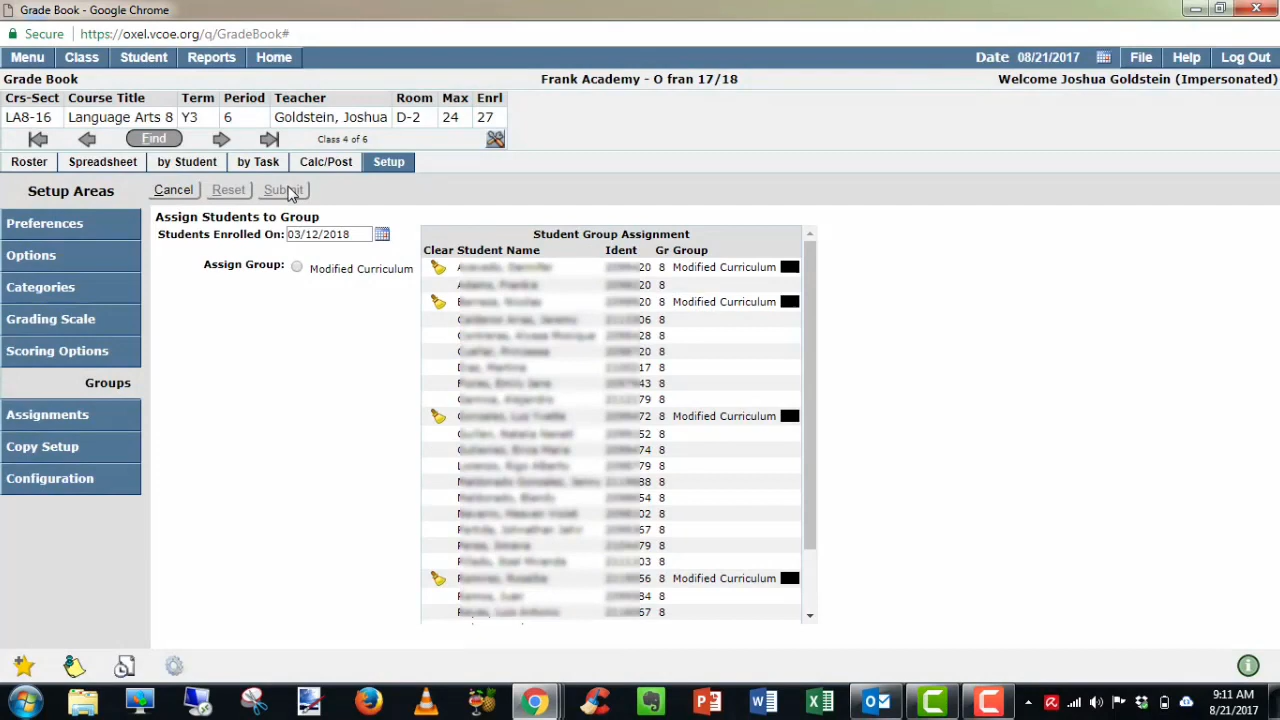 Grade Book - Google Chrome
Secure | https://oxel.vcoe.org/q/GradeBook#
Menu Class Student Reports Home Date 08/21/2017 File Help Log Out
Grade Book Frank Academy - O fran 17/18 Welcome Joshua Goldstein (Impersonated)
Crs-Sect Course Title Term Period Teacher Room Max Enrl
LA8-16 Language Arts 8 Y3 6 Goldstein, Joshua D-2 24 27
Find Class 4 of 6
Roster Spreadsheet by Student by Task Calc/Post Setup
Setup Areas Cancel Reset Submit
Preferences
Options
Categories
Grading Scale
Scoring Options
Groups
Assignments
Copy Setup
Configuration
Assign Students to Group
Students Enrolled On: 03/12/2018
Assign Group: Modified Curriculum
Student Group Assignment
Clear Student Name Ident Gr Group
20 8 Modified Curriculum
20 8
20 8 Modified Curriculum
06 8
28 8
20 8
17 8
43 8
79 8
72 8 Modified Curriculum
52 8
74 8
79 8
88 8
54 8
02 8
57 8
79 8
03 8
56 8 Modified Curriculum
84 8
57 8
9:11 AM
8/21/2017